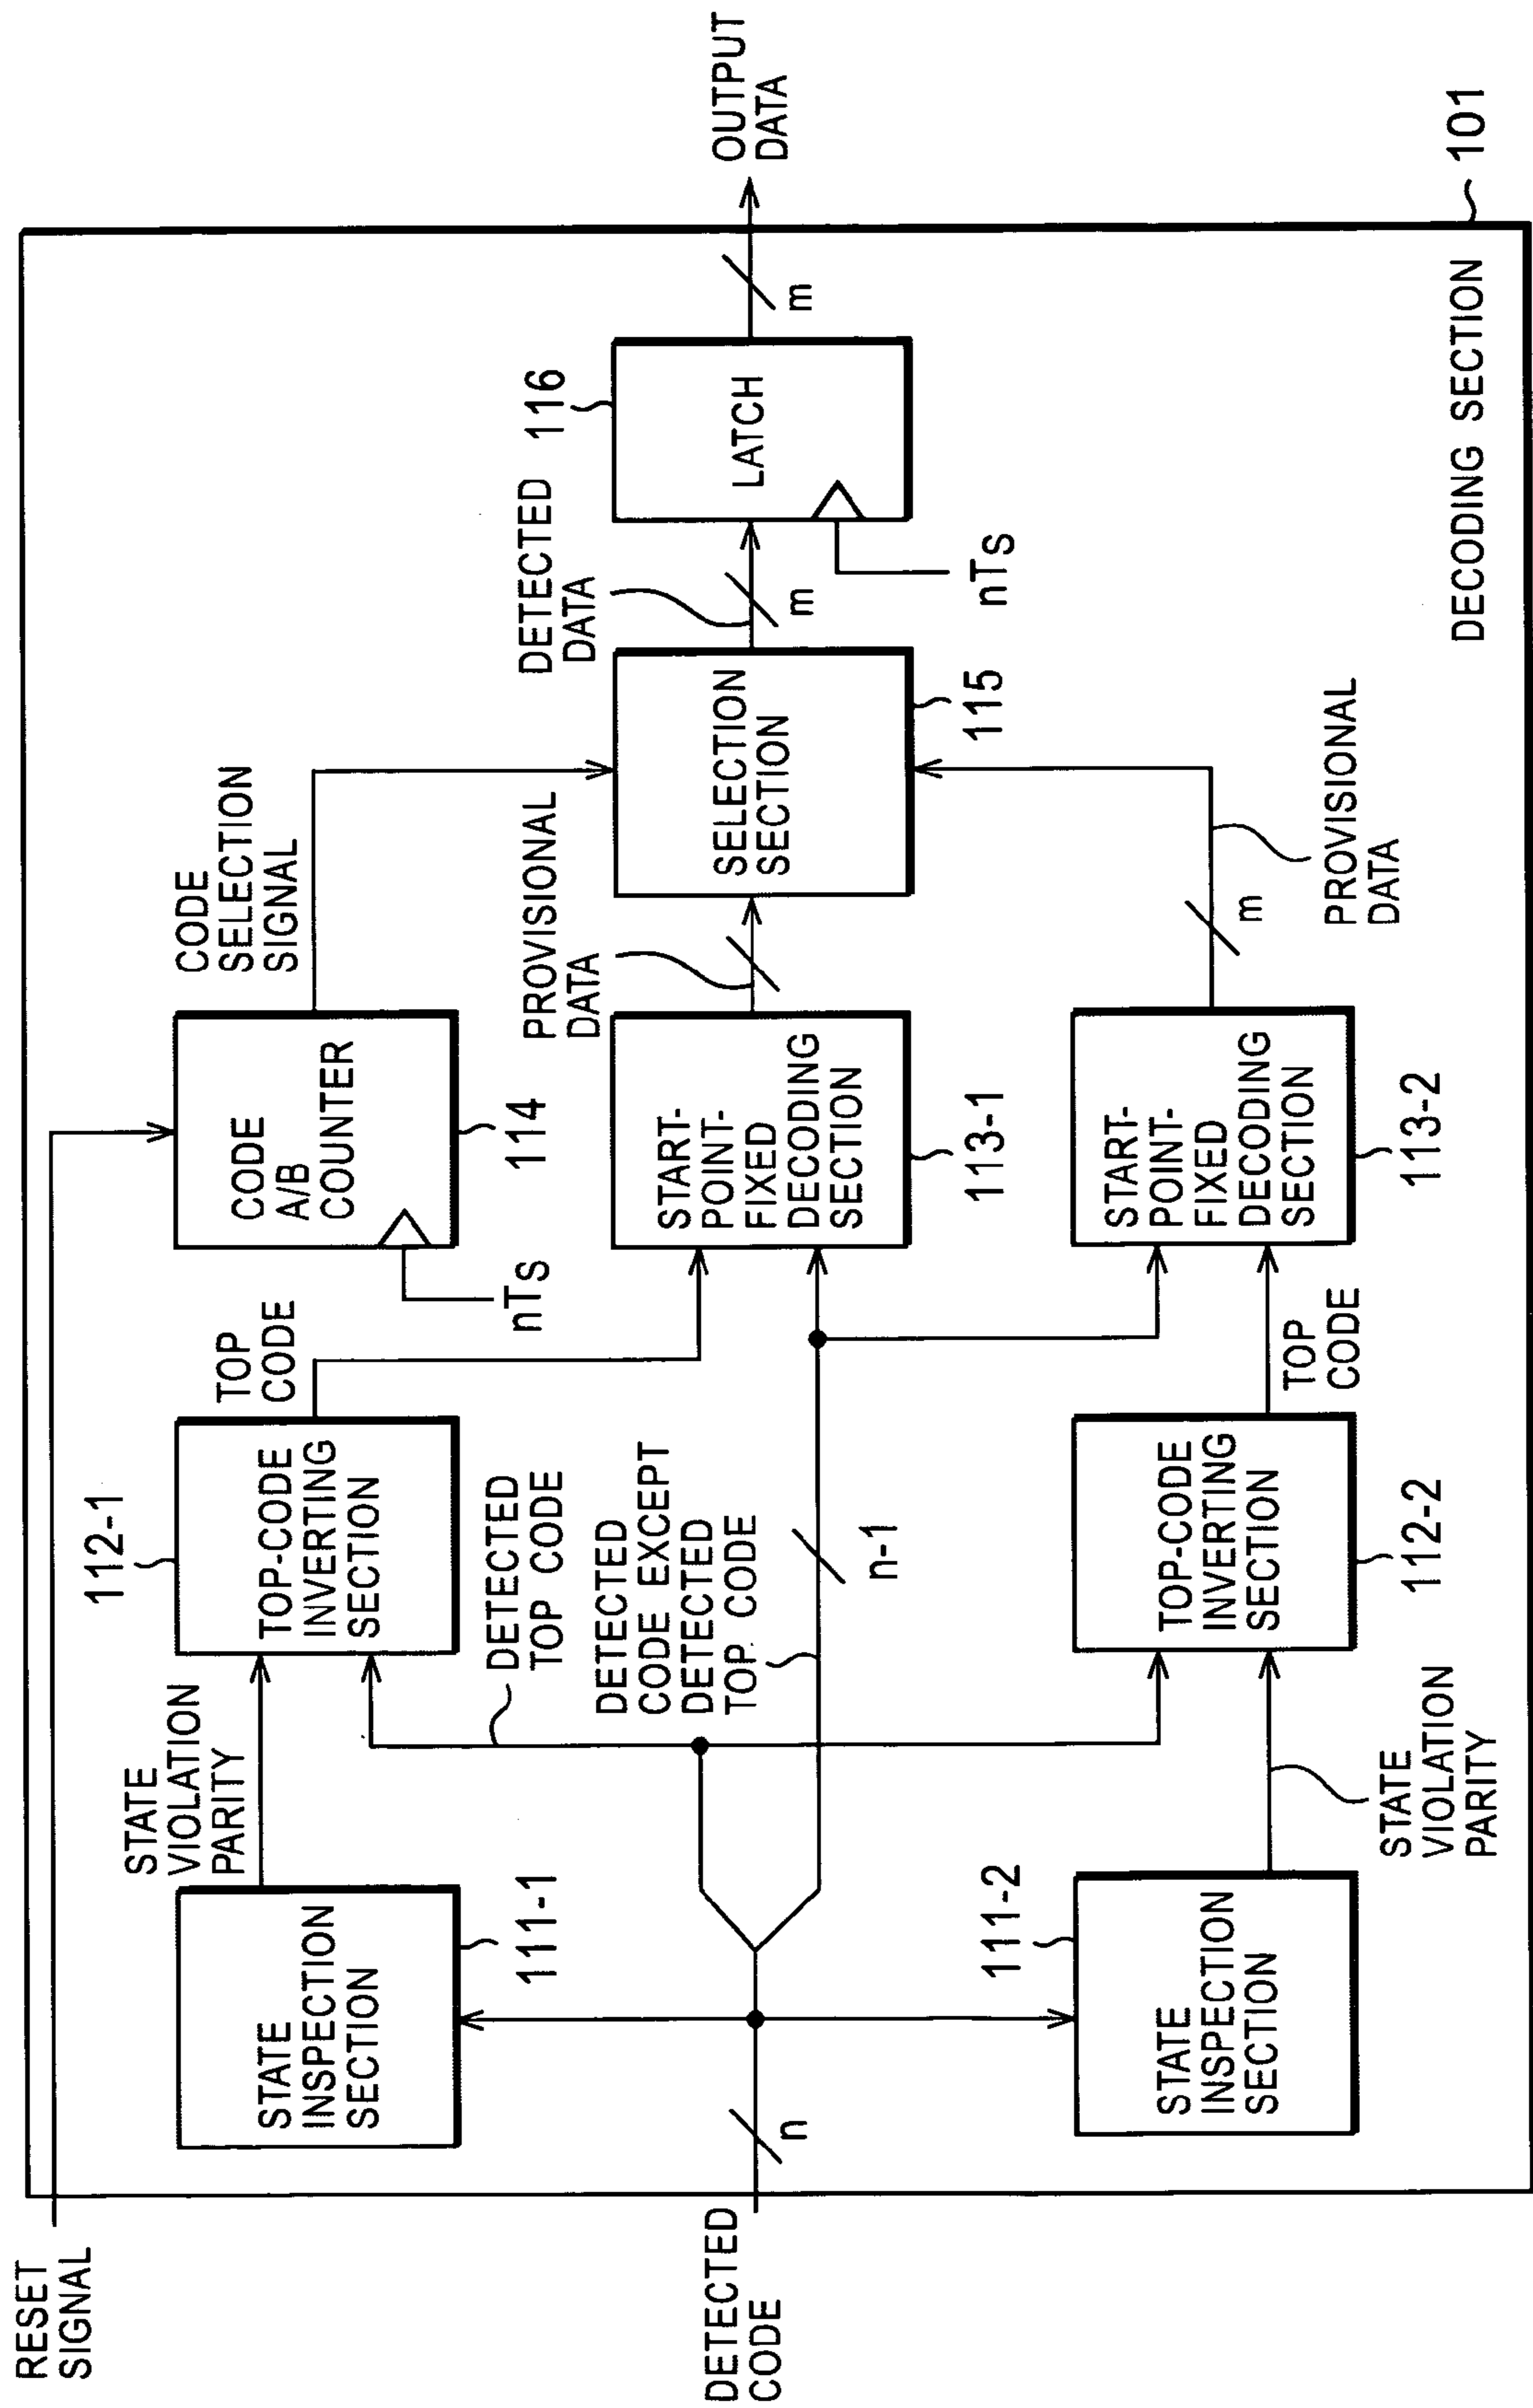 RESET
SIGNAL
DETECTED
CODE
n
STATE
INSPECTION
SECTION
111-1
STATE
VIOLATION
PARITY
112-1
TOP-CODE
INVERTING
SECTION
TOP
CODE
DETECTED
TOP CODE
DETECTED
CODE EXCEPT
DETECTED
TOP CODE
n-1
STATE
INSPECTION
SECTION
111-2
STATE
VIOLATION
PARITY
TOP-CODE
INVERTING
SECTION
112-2
TOP
CODE
CODE
A/B
COUNTER
114
nTs
CODE
SELECTION
SIGNAL
START-
POINT-
FIXED
DECODING
SECTION
113-1
PROVISIONAL
DATA
START-
POINT-
FIXED
DECODING
SECTION
113-2
m
PROVISIONAL
DATA
SELECTION
SECTION
115
DETECTED
DATA
m
LATCH
116
nTs
m
OUTPUT
DATA
DECODING SECTION
101